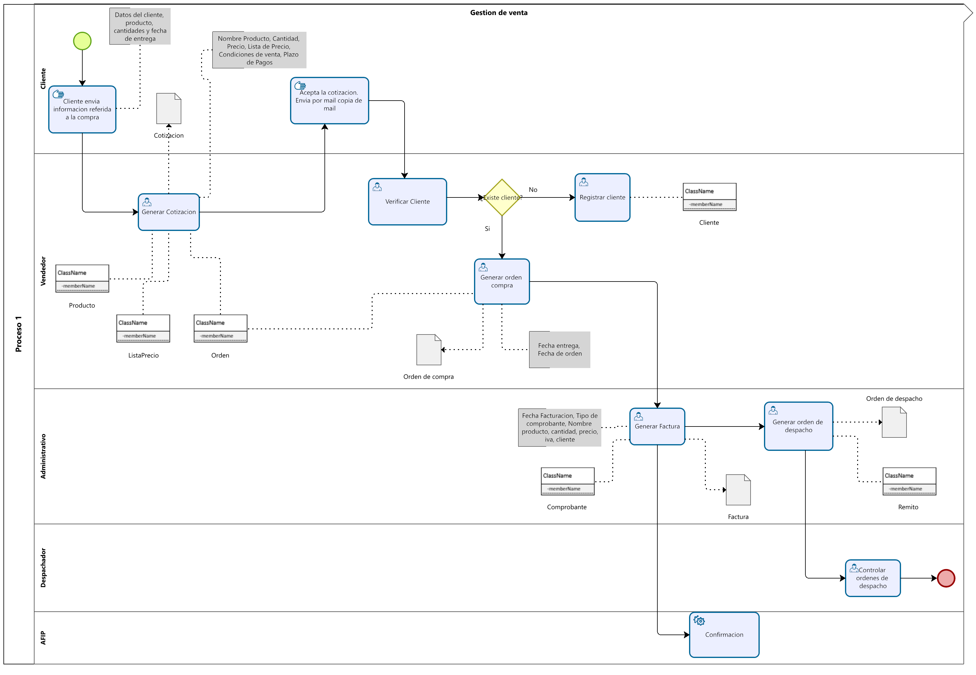 Gestion de venta
Proceso 1
Cliente
Datos del cliente,
producto,
cantidades y fecha
de entrega
Nombre Producto, Cantidad,
Precio, Lista de Precio,
Condiciones de venta, Plazo
de Pagos
Cliente envia
informacion referida
a la compra
Cotizacion
Acepta la cotizacion.
Envia por mail copia de
mail
Vendedor
Generar Cotizacion
Verificar Cliente
Existe cliente?
No
Si
Registrar cliente
ClassName
-memberName
Cliente
ClassName
-memberName
Producto
ClassName
-memberName
ListaPrecio
ClassName
-memberName
Orden
Generar orden
compra
Orden de compra
Fecha entrega,
Fecha de orden
Administrativo
Fecha Facturacion, Tipo de
comprobante, Nombre
producto, cantidad, precio,
iva, cliente
Generar Factura
Generar orden de
despacho
Orden de despacho
ClassName
-memberName
Comprobante
Factura
ClassName
-memberName
Remito
Despachador
Controlar
ordenes de
despacho
AFIP
Confirmacion